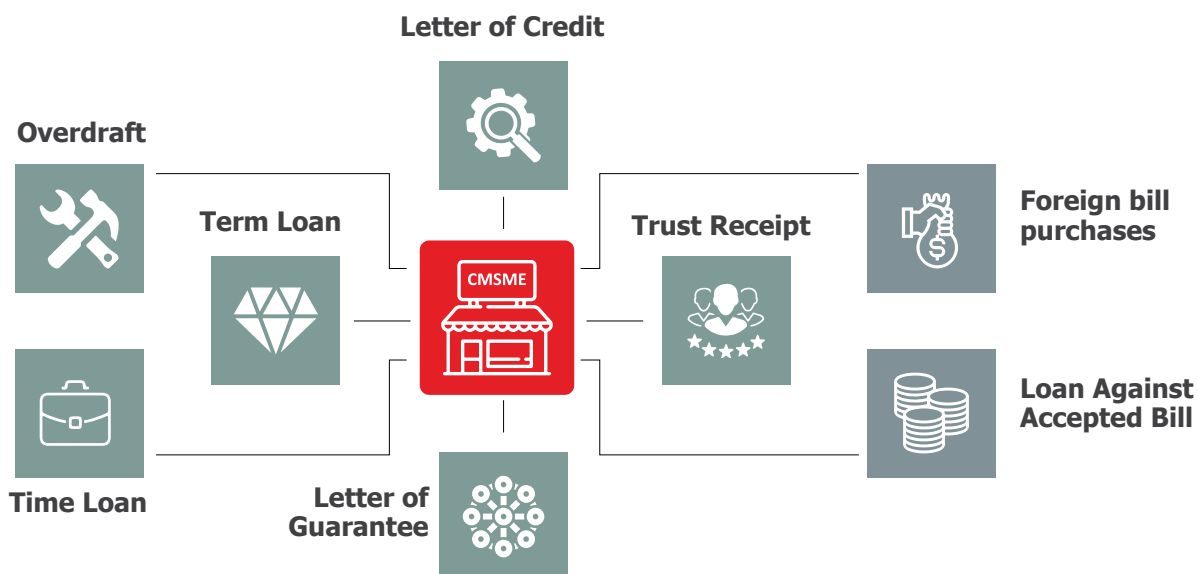 Letter of Credit
Overdraft
Term Loan
Trust Receipt
Foreign bill
purchases
CMSME
$
Loan Against
Accepted Bill
Time Loan
Letter of
Guarantee